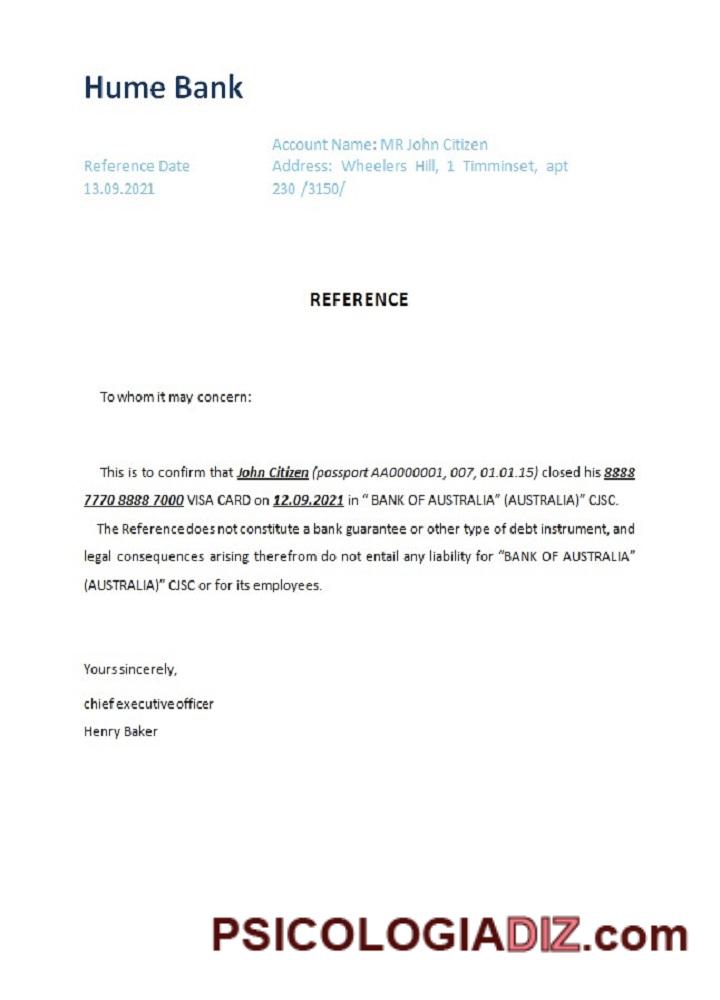 Hume Bank
Account Name: MR John Citizen
Reference Date
Address: Wheelers Hill, 1 Timminset, apt
13.09.2021
230 /3150/
REFERENCE
To whom it may concern:
This is to confirm that John Citizen (passport AA0000001, 007, 01.01.15) closed his 8888
7770 8888 7000 VISA CARD on 12.09.2021 in “ BANK OF AUSTRALIA” (AUSTRALIA)” CJSC.
The Reference does not constitute a bank guarantee or other type of debt instrument, and
legal consequences arising therefrom do not entail any liability for “BANK OF AUSTRALIA”
(AUSTRALIA)” CJSC or for its employees.
Yours sincerely,
chief executive officer
Henry Baker
PSICOLOGIADIZ.com